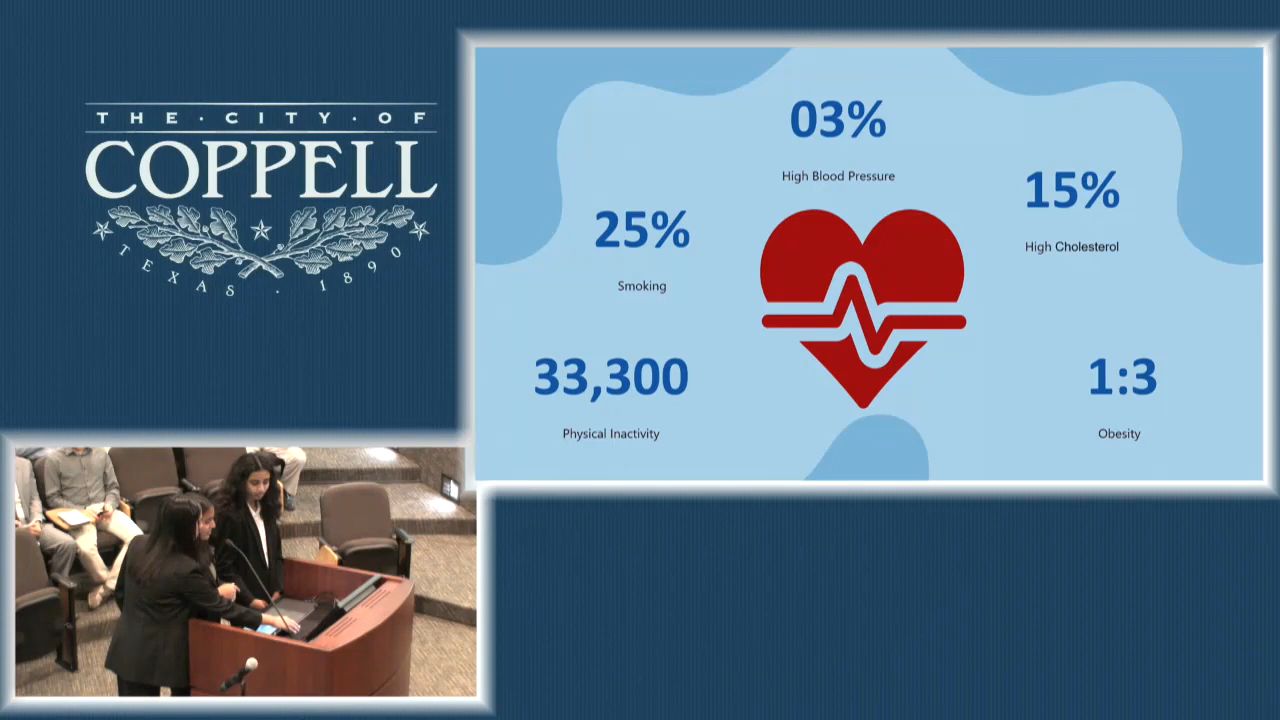 THE · CITY · OF
COPPELL
TEXAS · 1890
03%
High Blood Pressure
15%
High Cholesterol
25%
Smoking
33,300
Physical Inactivity
1:3
Obesity